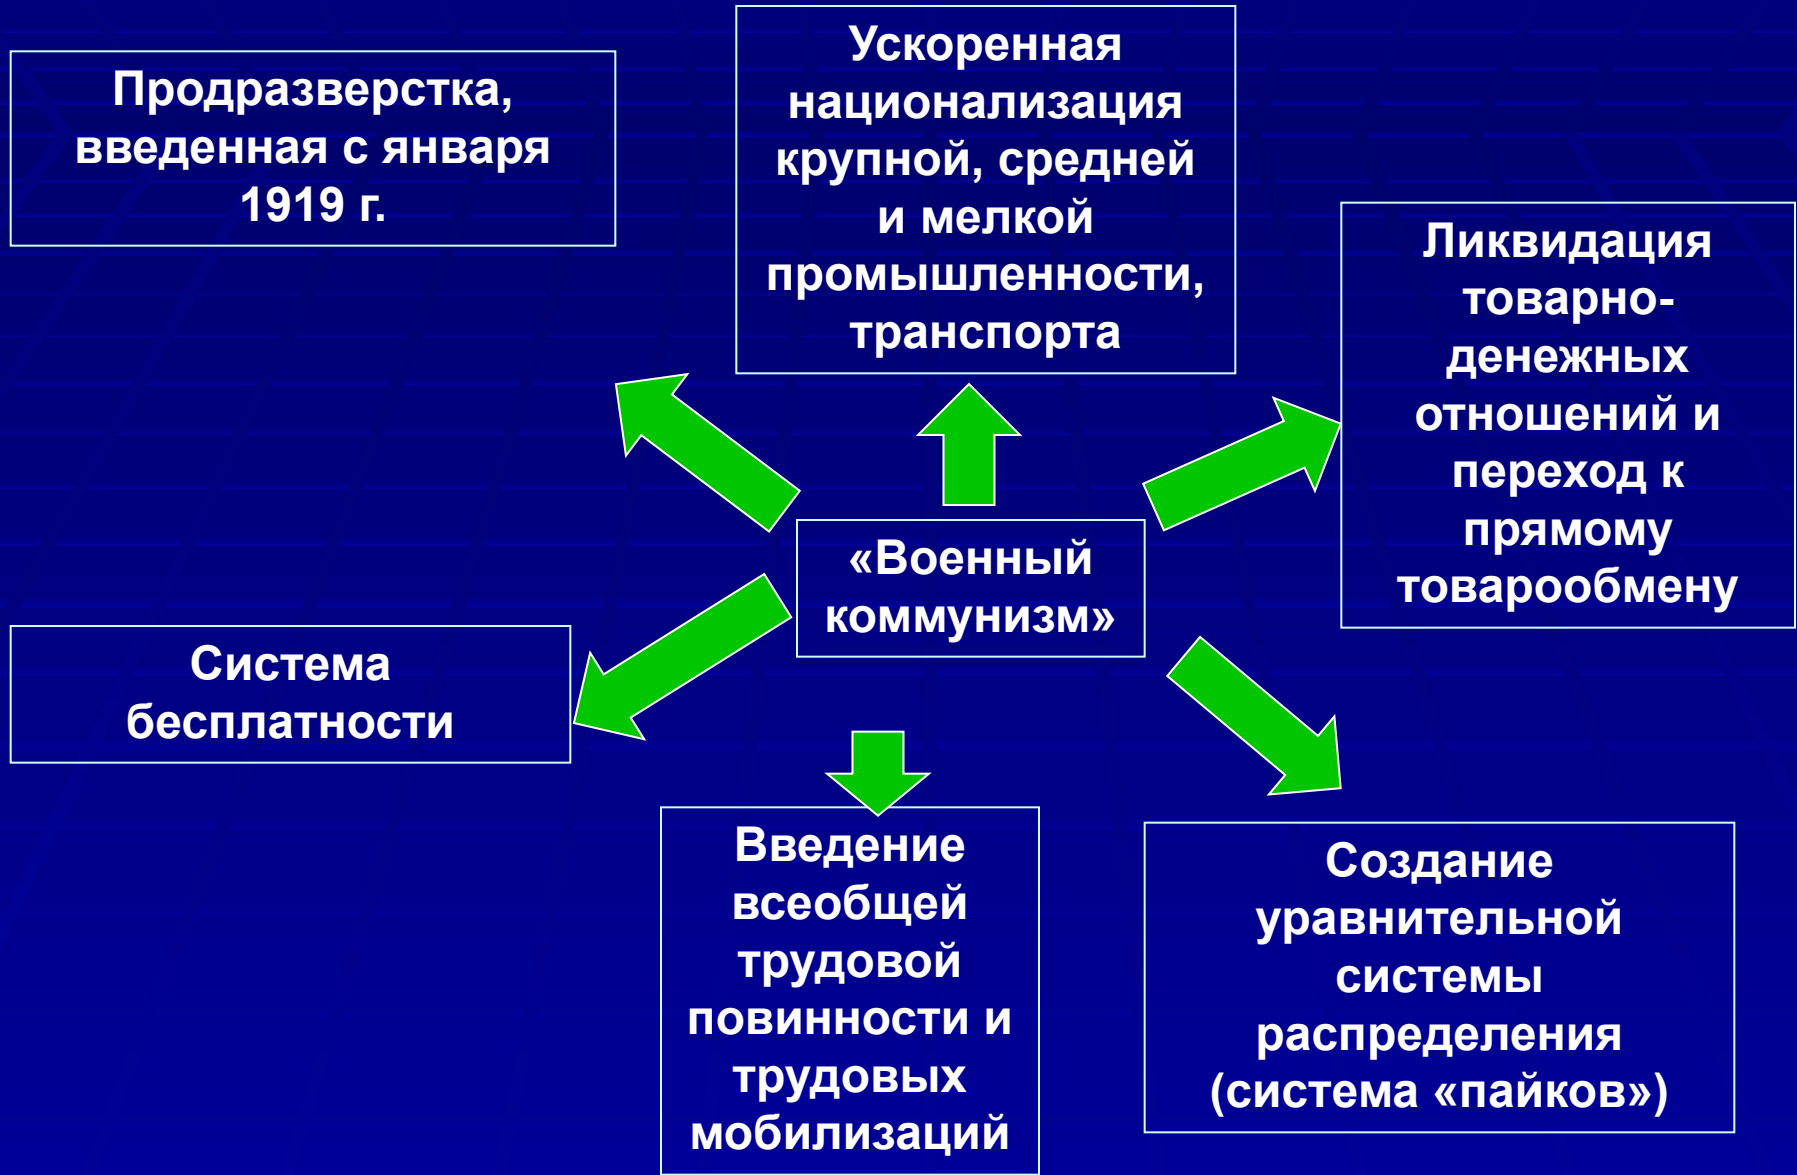 Продразверстка,
введенная с января
1919 г.
Ускоренная
национализация
крупной, средней
и мелкой
промышленности,
транспорта
Ликвидация
товарно-
денежных
отношений и
переход к
прямому
товарообмену
«Военный
коммунизм»
Система
бесплатности
Введение
всеобщей
трудовой
повинности и
трудовых
мобилизаций
Создание
уравнительной
системы
распределения
(система «пайков»)